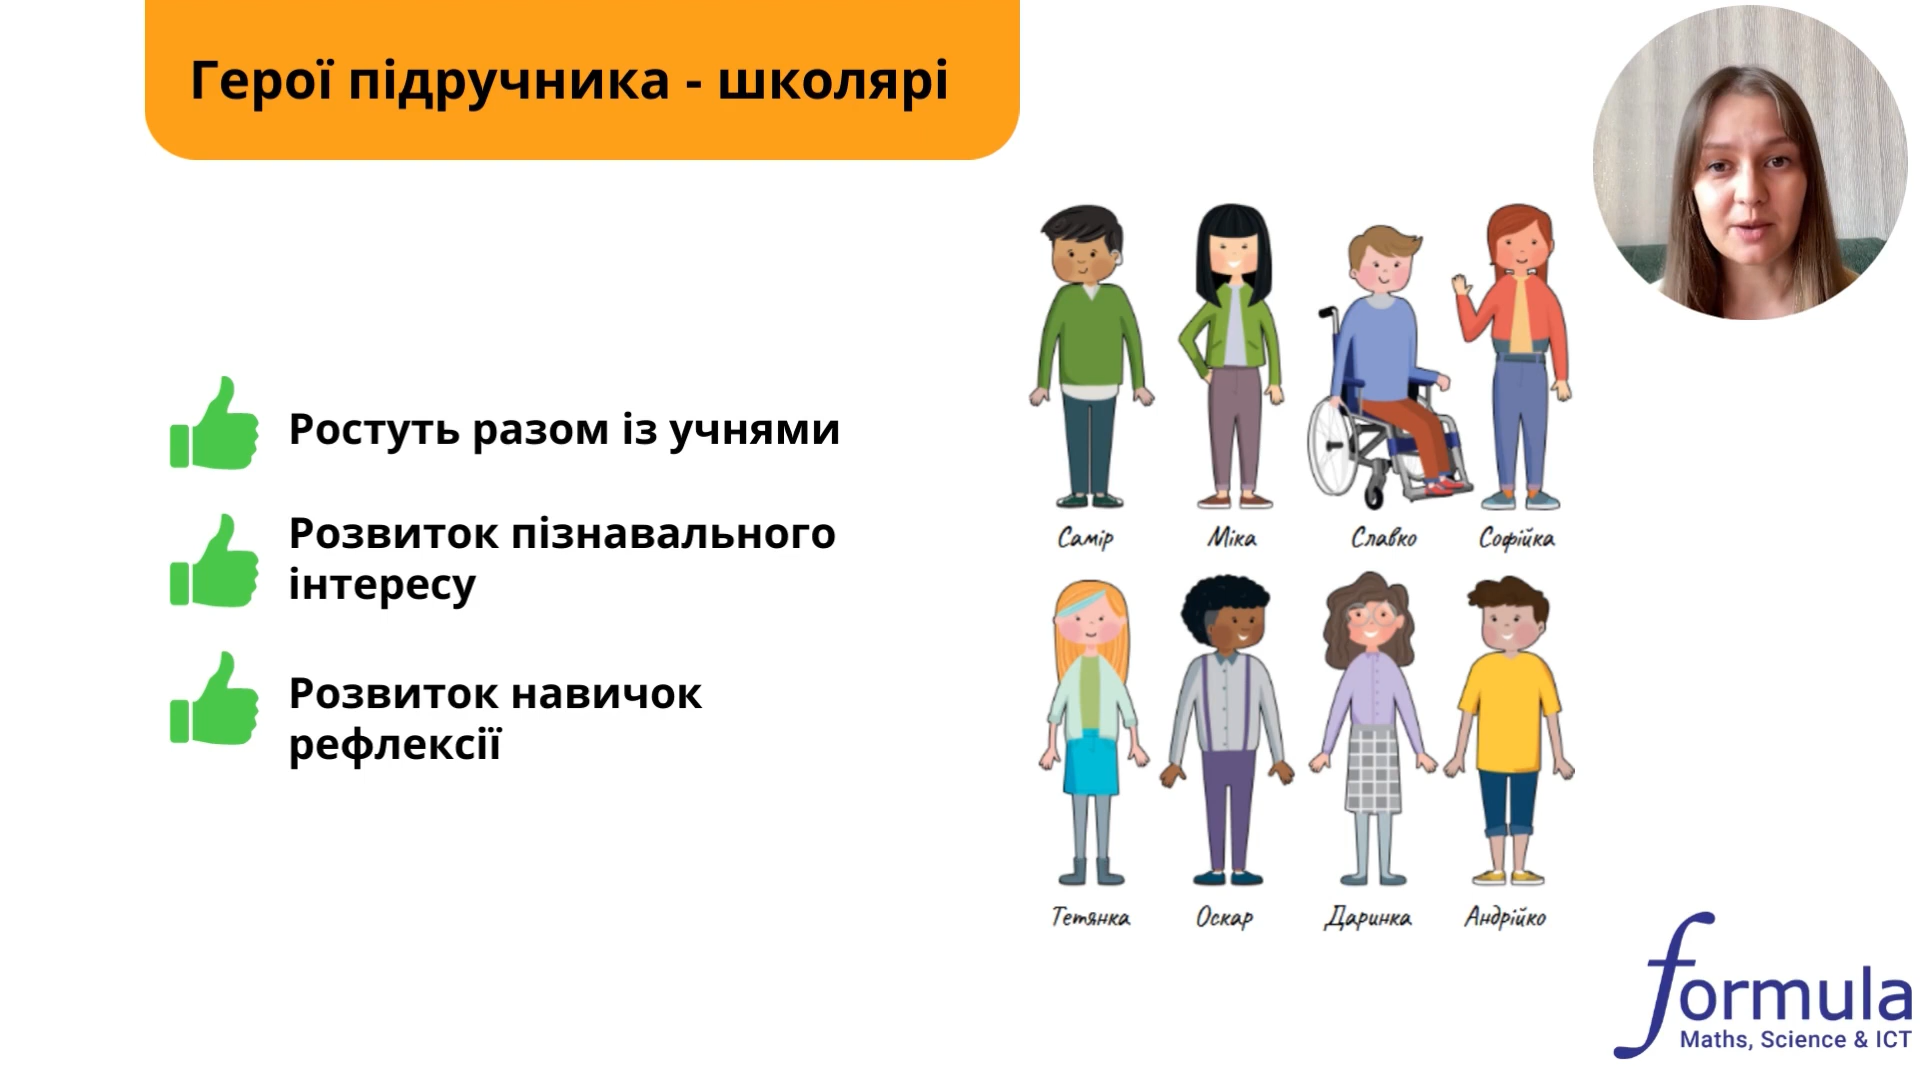 Герої підручника - школярі
Ростуть разом із учнями
Розвиток пізнавального
інтересу
Розвиток навичок
рефлексії
Самір Міка Славко Софійка
Тетянка Оскар Даринка Андрійко
formula
Maths, Science & ICT